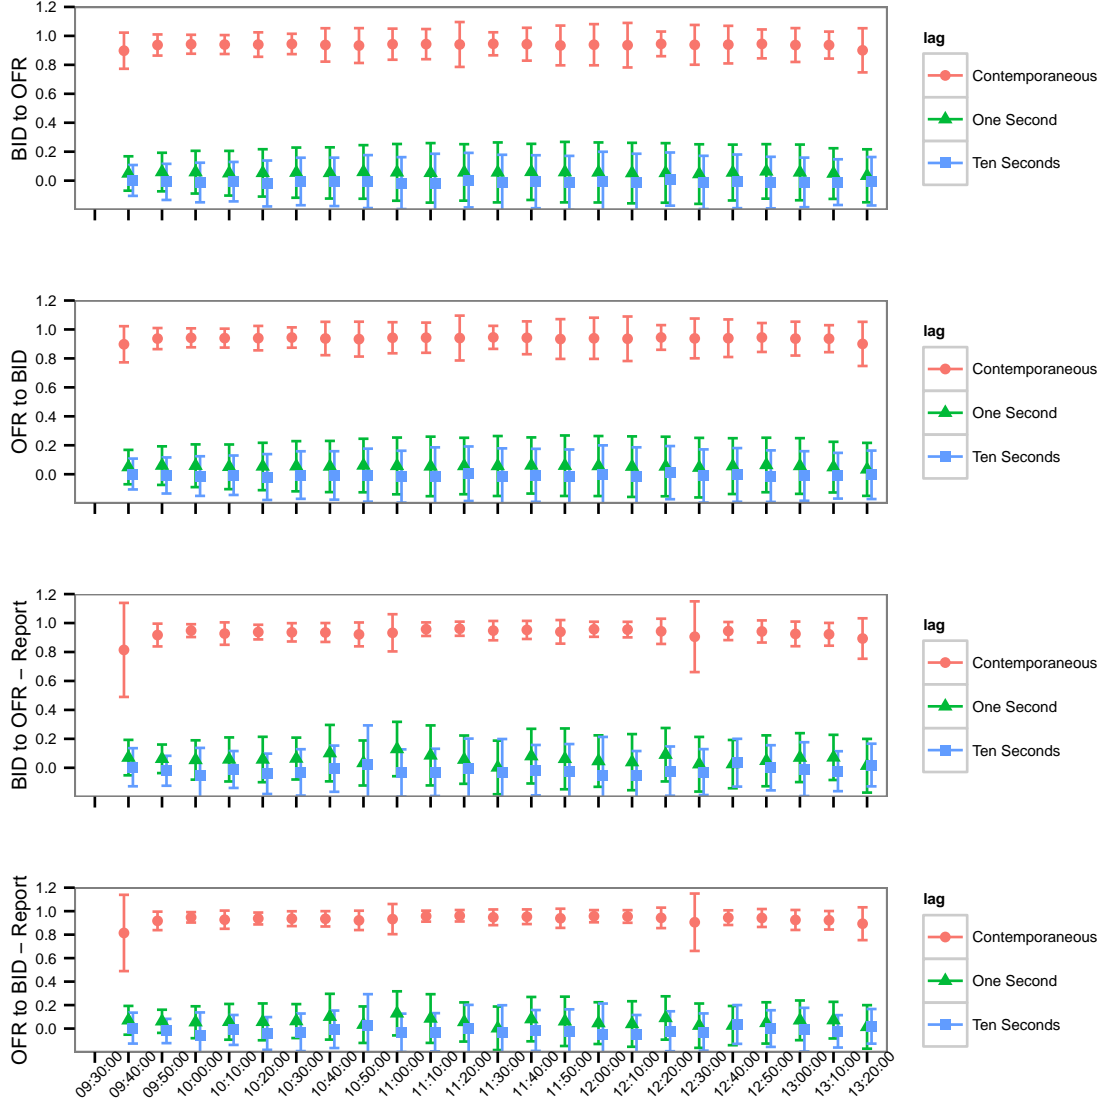 BID to OFR
1.2
1.0
0.8
0.6
0.4
0.2
0.0
lag
Contemporaneous
One Second
Ten Seconds
OFR to BID
1.2
1.0
0.8
0.6
0.4
0.2
0.0
lag
Contemporaneous
One Second
Ten Seconds
BID to OFR − Report
1.2
1.0
0.8
0.6
0.4
0.2
0.0
lag
Contemporaneous
One Second
Ten Seconds
OFR to BID − Report
1.2
1.0
0.8
0.6
0.4
0.2
0.0
lag
Contemporaneous
One Second
Ten Seconds
09:30:00
09:40:00
09:50:00
10:00:00
10:10:00
10:20:00
10:30:00
10:40:00
10:50:00
11:00:00
11:10:00
11:20:00
11:30:00
11:40:00
11:50:00
12:00:00
12:10:00
12:20:00
12:30:00
12:40:00
12:50:00
13:00:00
13:10:00
13:20:00